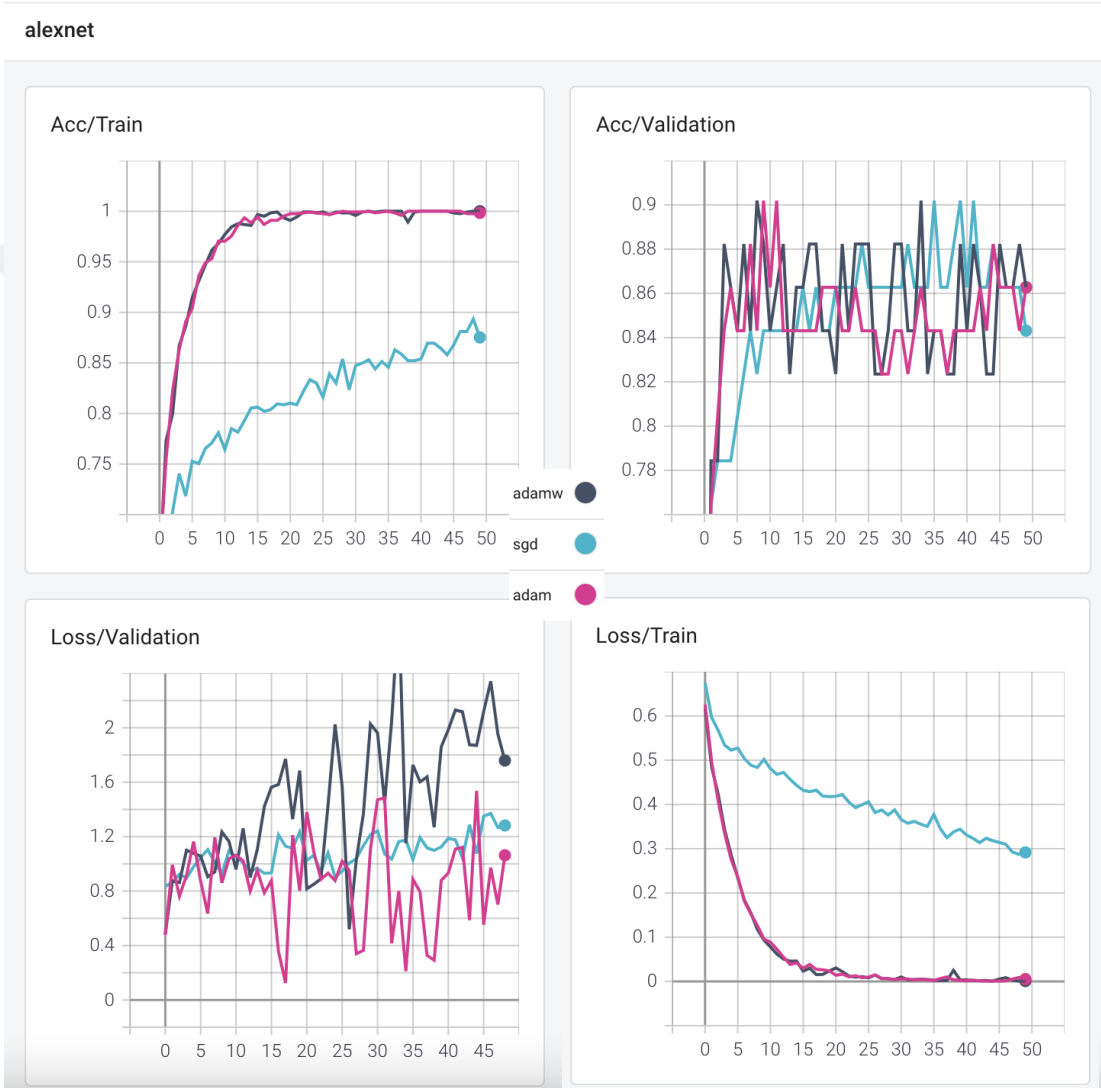 alexnet
Acc/Train
1
0.95
0.9
0.85
0.8
0.75
0 5 10 15 20 25 30 35 40 45 50
Acc/Validation
0.9
0.88
0.86
0.84
0.82
0.8
0.78
0 5 10 15 20 25 30 35 40 45 50
adamw
sgd
adam
Loss/Validation
2
1.6
1.2
0.8
0.4
0
0 5 10 15 20 25 30 35 40 45
Loss/Train
0.6
0.5
0.4
0.3
0.2
0.1
0
0 5 10 15 20 25 30 35 40 45 50